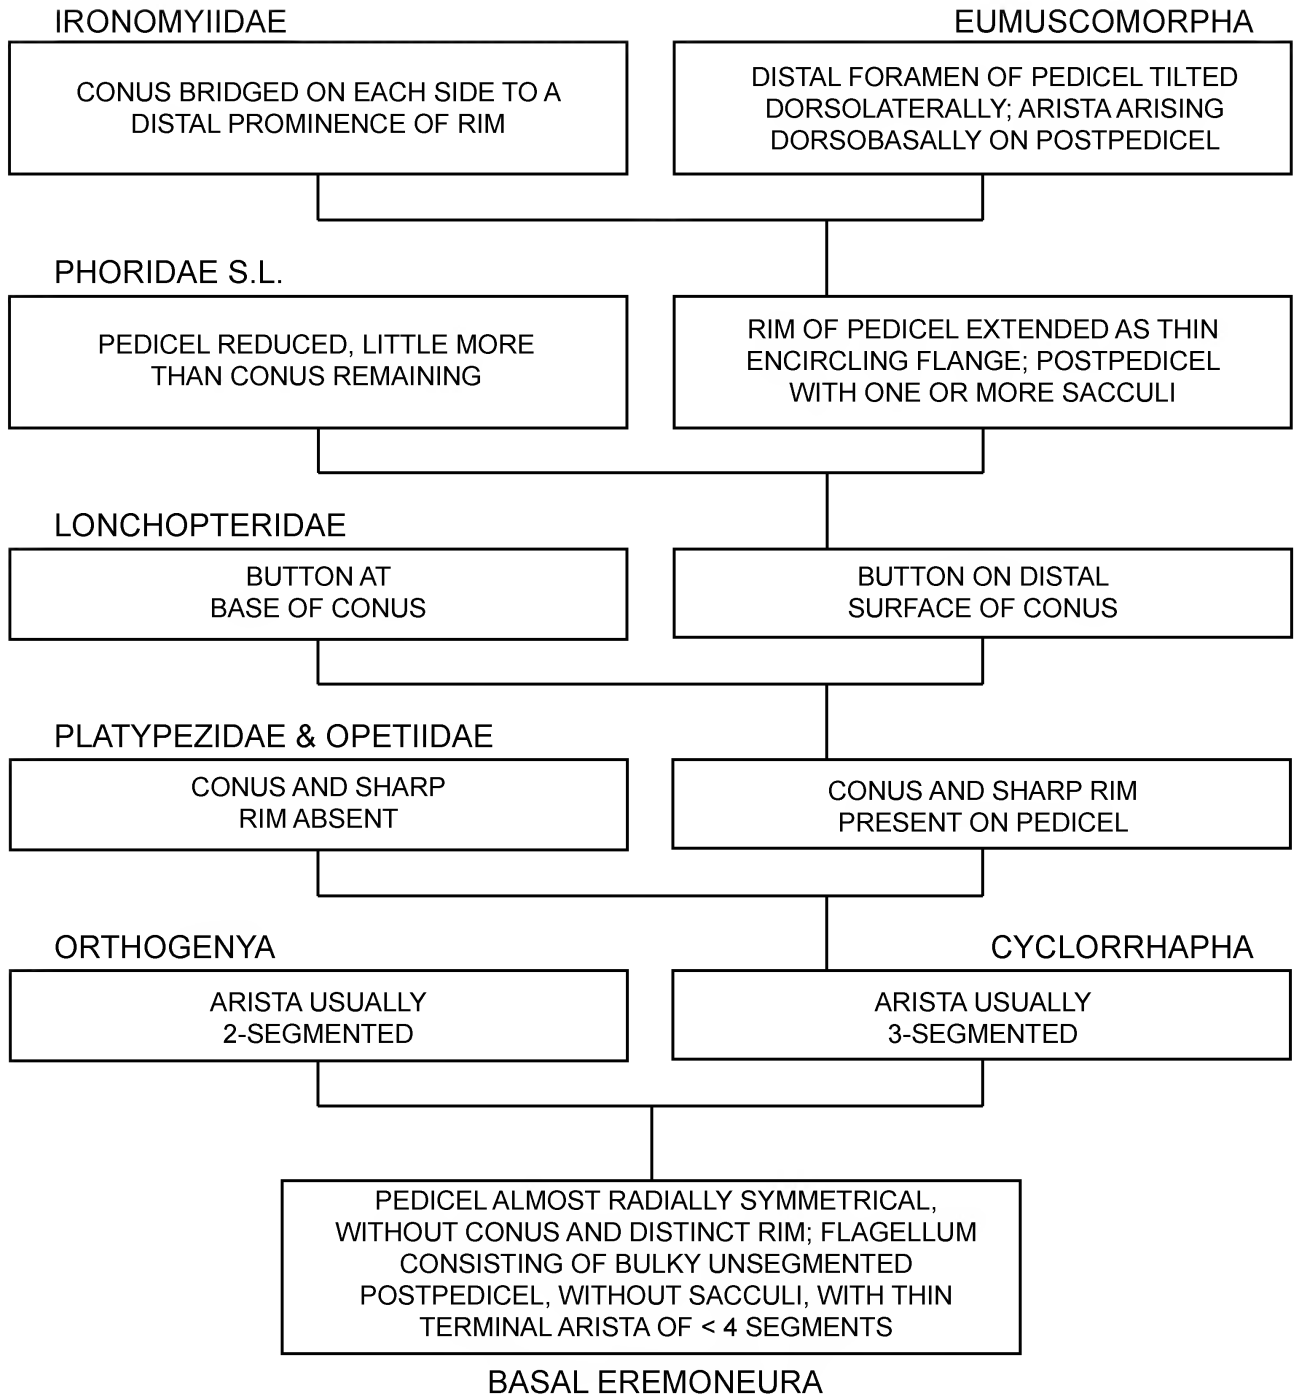 IRONOMYIIDAE
EUMUSCOMORPHA
CONUS BRIDGED ON EACH SIDE TO A
DISTAL PROMINENCE OF RIM
DISTAL FORAMEN OF PEDICEL TILTED
DORSOLATERALLY; ARISTA ARISING
DORSOBASALLY ON POSTPEDICEL
PHORIDAE S.L.
PEDICEL REDUCED, LITTLE MORE
THAN CONUS REMAINING
RIM OF PEDICEL EXTENDED AS THIN
ENCIRCLING FLANGE; POSTPEDICEL
WITH ONE OR MORE SACCULI
LONCHOPTERIDAE
BUTTON AT
BASE OF CONUS
BUTTON ON DISTAL
SURFACE OF CONUS
PLATYPEZIDAE & OPETIIDAE
CONUS AND SHARP
RIM ABSENT
CONUS AND SHARP RIM
PRESENT ON PEDICEL
ORTHOGENYA
CYCLORRHAPHA
ARISTA USUALLY
2-SEGMENTED
ARISTA USUALLY
3-SEGMENTED
PEDICEL ALMOST RADIALLY SYMMETRICAL,
WITHOUT CONUS AND DISTINCT RIM; FLAGELLUM
CONSISTING OF BULKY UNSEGMENTED
POSTPEDICEL, WITHOUT SACCULI, WITH THIN
TERMINAL ARISTA OF < 4 SEGMENTS
BASAL EREMONEURA